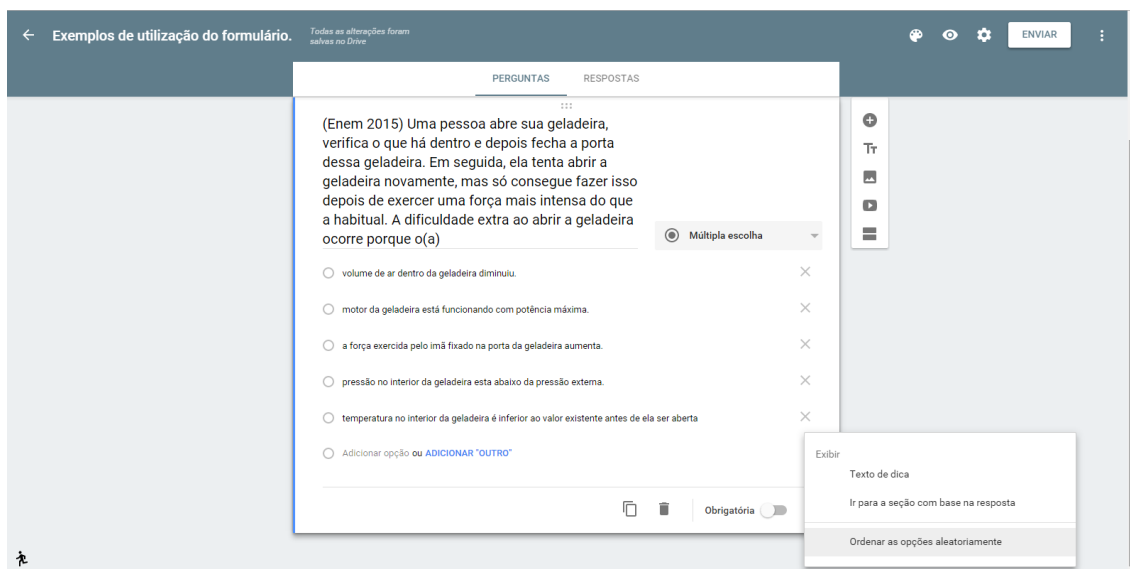 Exemplos de utilização do formulário.
Todas as alterações foram
salvas no Drive
ENVIAR
PERGUNTAS RESPOSTAS
(Enem 2015) Uma pessoa abre sua geladeira,
verifica o que há dentro e depois fecha a porta
dessa geladeira. Em seguida, ela tenta abrir a
geladeira novamente, mas só consegue fazer isso
depois de exercer uma força mais intensa do que
a habitual. A dificuldade extra ao abrir a geladeira
ocorre porque o(a)
Múltipla escolha
Tт
volume de ar dentro da geladeira diminuiu.
motor da geladeira está funcionando com potência máxima.
a força exercida pelo imã fixado na porta da geladeira aumenta.
pressão no interior da geladeira esta abaixo da pressão externa.
temperatura no interior da geladeira é inferior ao valor existente antes de ela ser aberta
Adicionar opção ou ADICIONAR "OUTRO"
Obrigatória
Exibir
Texto de dica
Ir para a seção com base na resposta
Ordenar as opções aleatoriamente